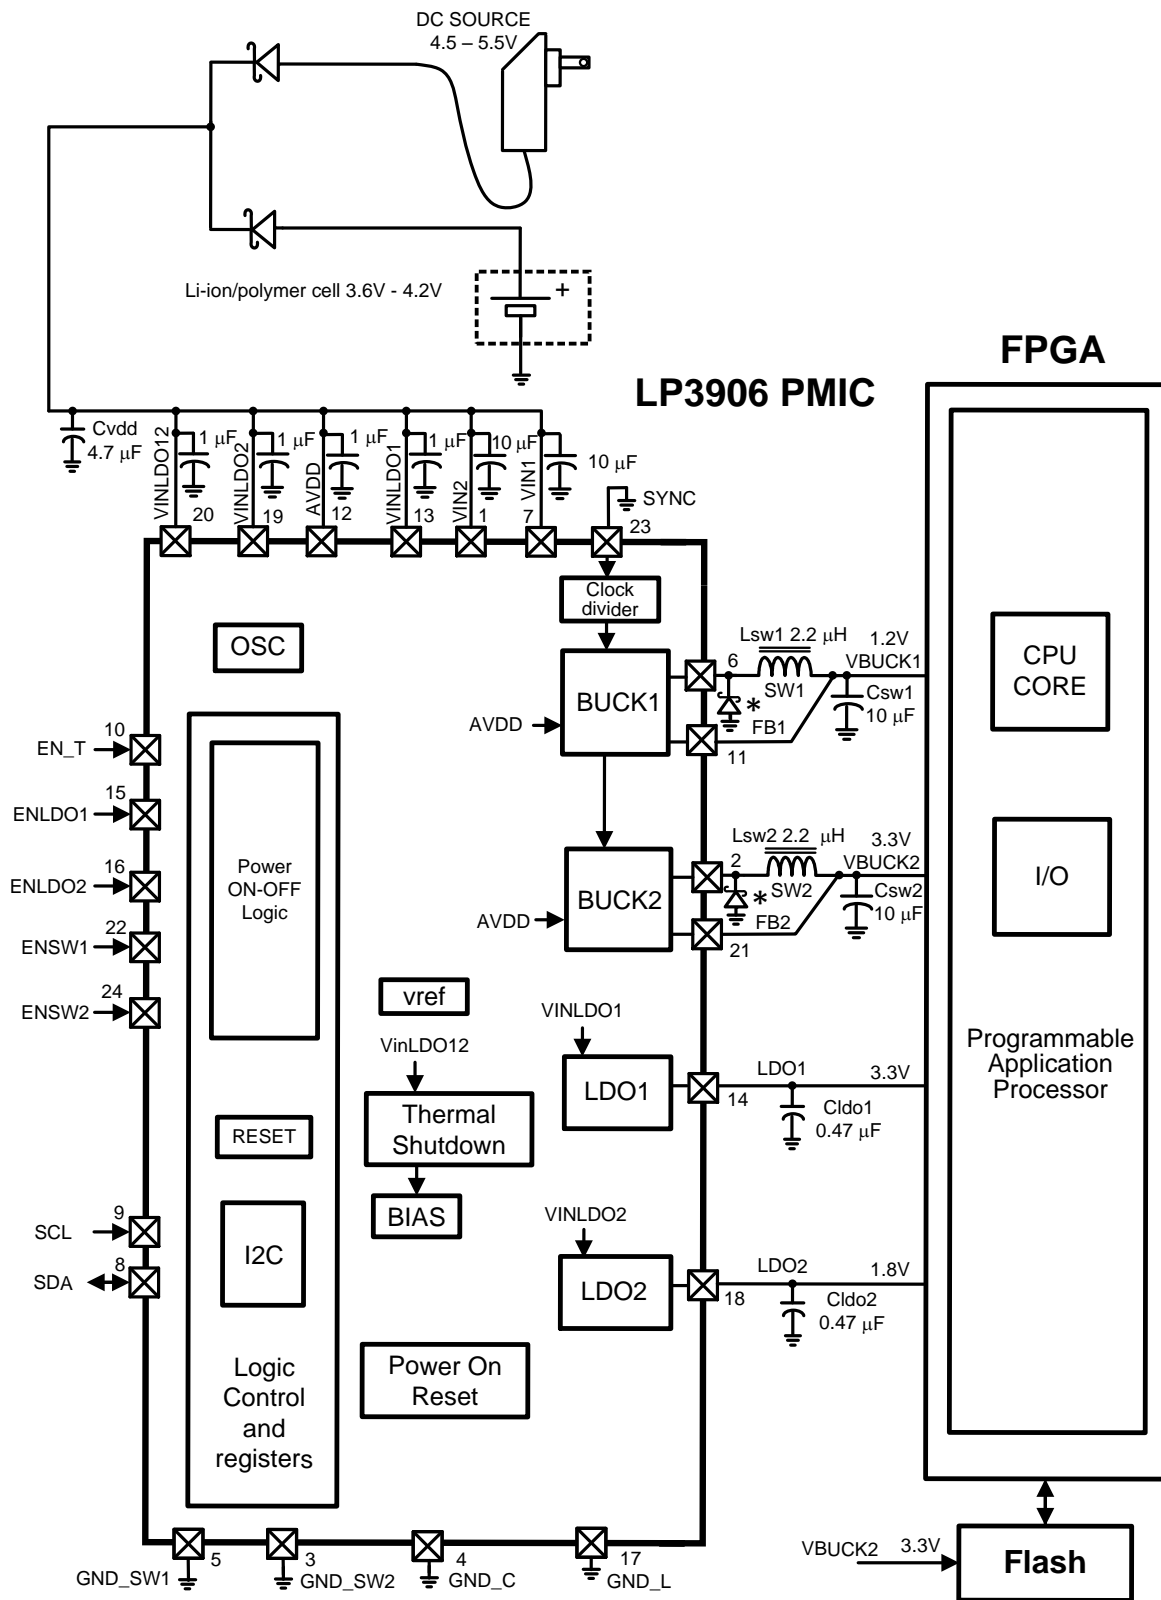 DC SOURCE
4.5 – 5.5V
Li-ion/polymer cell 3.6V - 4.2V
+
FPGA
LP3906 PMIC
Cvdd
4.7 μF
1 μF
1 μF
1 μF
1 μF
10 μF
10 μF
VINLDO12
VINLDO2
AVDD
VINLDO1
VIN2
VIN1
SYNC
20
19
12
13
1
7
23
Clock
divider
OSC
Lsw1 2.2 μH
1.2V
VBUCK1
6
SW1
BUCK1
*
Csw1
10 μF
AVDD
FB1
11
CPU
CORE
10
EN_T
15
ENLDO1
16
ENLDO2
22
ENSW1
24
ENSW2
Power
ON-OFF
Logic
Lsw2 2.2 μH
3.3V
VBUCK2
2
SW2
BUCK2
*
Csw2
10 μF
AVDD
FB2
21
I/O
vref
VinLDO12
Thermal
Shutdown
BIAS
VINLDO1
LDO1
14
LDO1
3.3V
Cldo1
0.47 μF
Programmable
Application
Processor
RESET
9
SCL
8
SDA
I2C
VINLDO2
LDO2
18
LDO2
1.8V
Cldo2
0.47 μF
Logic
Control
and
registers
Power On
Reset
5
GND_SW1
3
GND_SW2
4
GND_C
17
GND_L
VBUCK2 3.3V
Flash